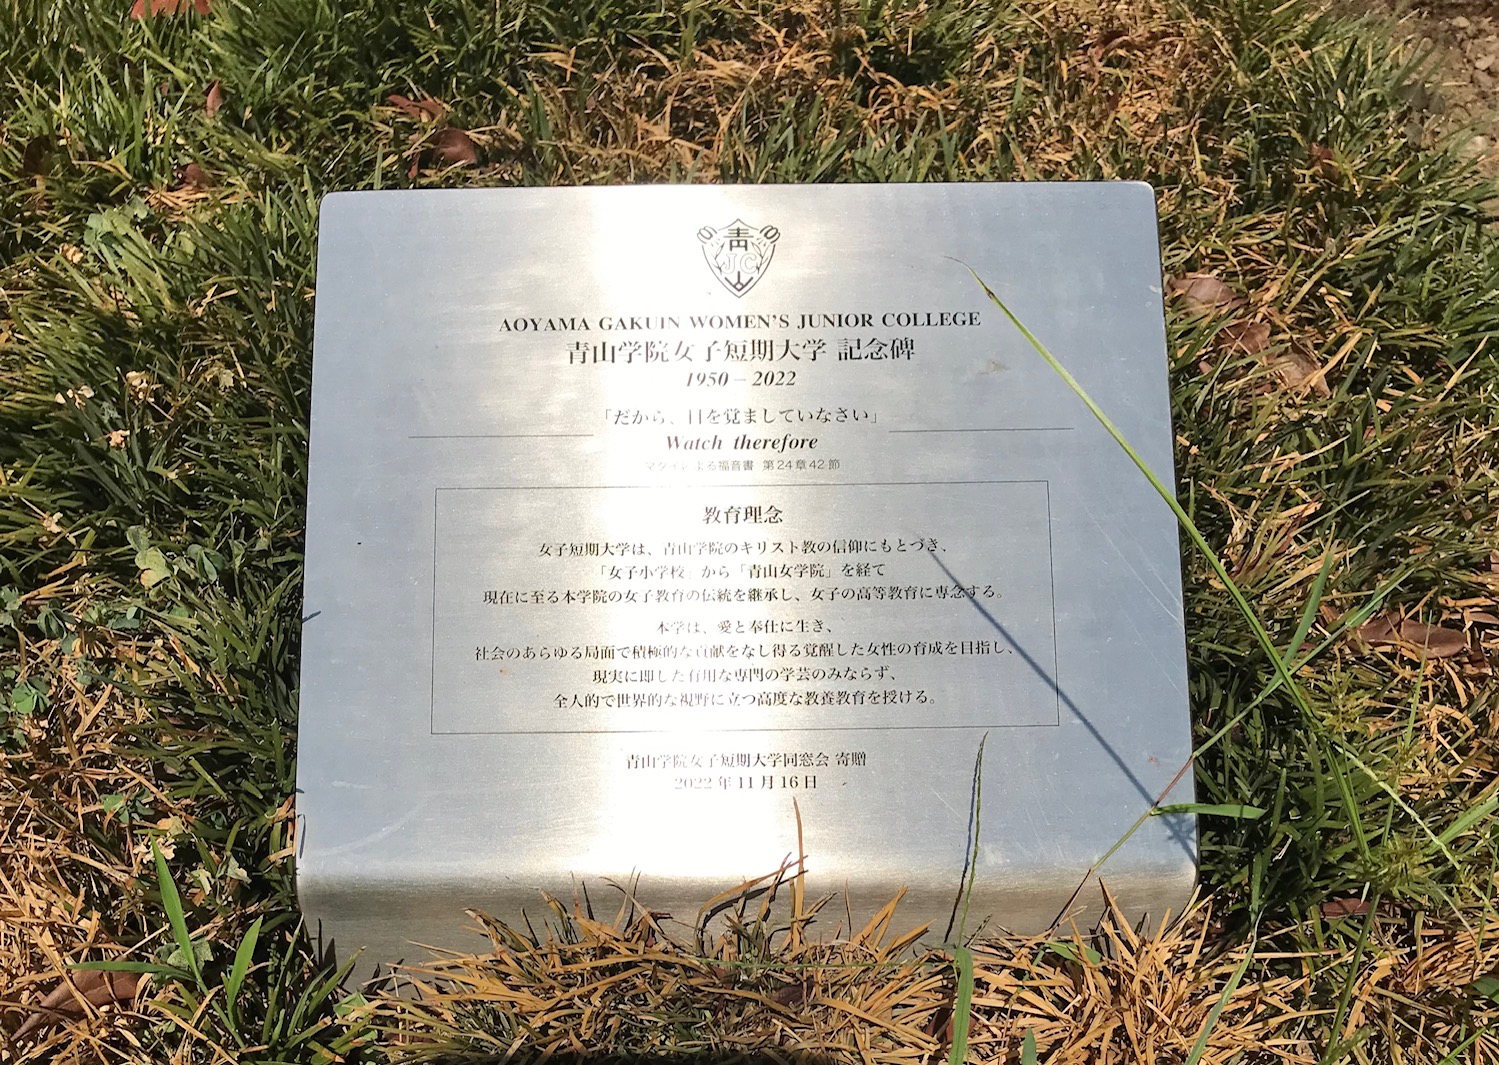 青
JC
AOYAMA GAKUIN WOMEN'S JUNIOR COLLEGE
青山学院女子短期大学 記念碑
1950 – 2022
「だから、目を覚ましていなさい」
Watch therefore
マタイによる福音書 第24章42節
教育理念
女子短期大学は、青山学院のキリスト教の信仰にもとづき、
「女子小学校」から「青山女学院」を経て
現在に至る本学院の女子教育の伝統を継承し、女子の高等教育に専念する。
本学は、愛と奉仕に生き、
社会のあらゆる局面で積極的な貢献をなし得る覚醒した女性の育成を目指し、
現実に即した有用な専門の学芸のみならず、
全人的で世界的な視野に立つ高度な教養教育を授ける。
青山学院女子短期大学同窓会 寄贈
2022年11月16日